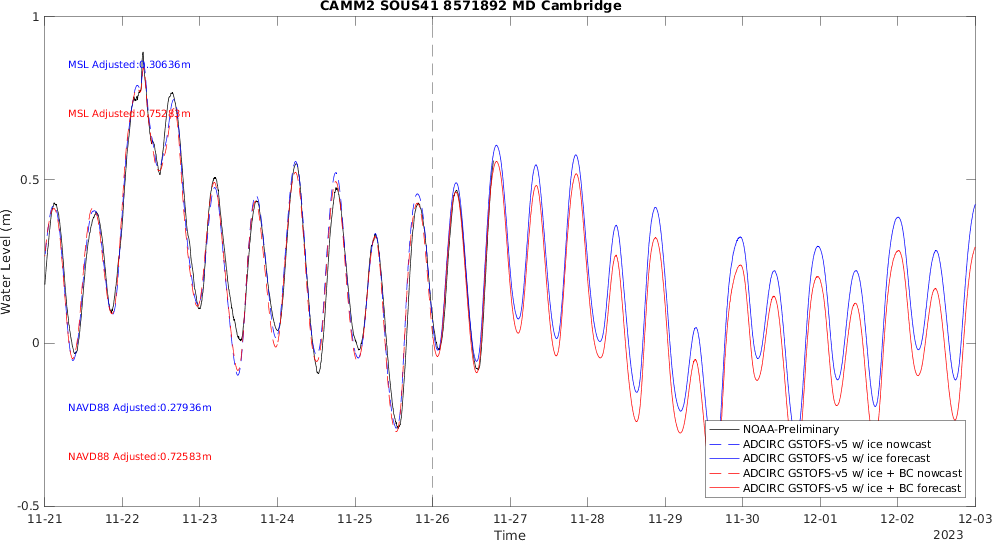 CAMM2 SOUS41 8571892 MD Cambridge
1
MSL Adjusted:0.30636m
MSL Adjusted:0.75283m
0.5
Water Level (m)
0
NAVD88 Adjusted:0.27936m
NAVD88 Adjusted:0.72583m
NOAA-Preliminary
ADCIRC GSTOFS-v5 w/ ice nowcast
ADCIRC GSTOFS-v5 w/ ice forecast
ADCIRC GSTOFS-v5 w/ ice + BC nowcast
ADCIRC GSTOFS-v5 w/ ice + BC forecast
-0.5
11-21 11-22 11-23 11-24 11-25 11-26 11-27 11-28 11-29 11-30 12-01 12-02 12-03
Time
2023